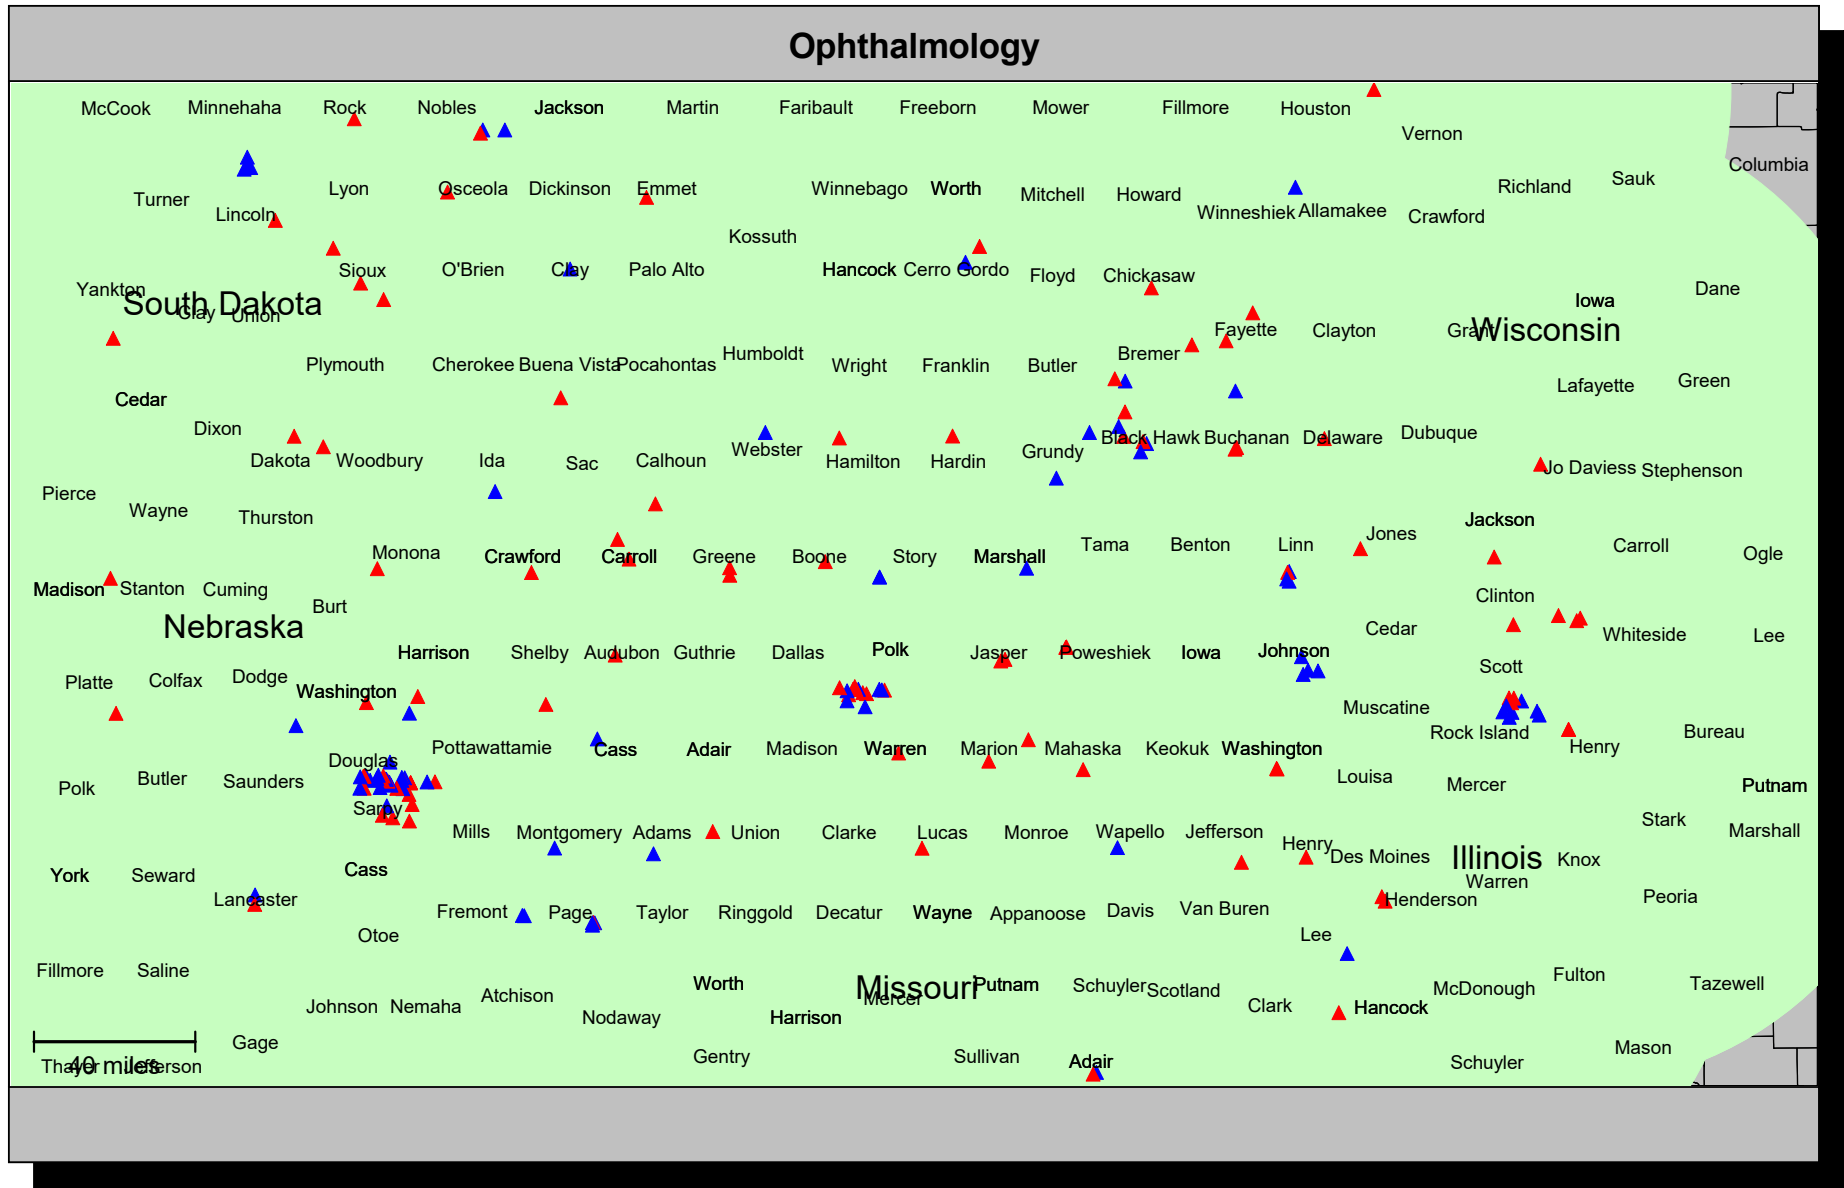 Ophthalmology
McCook Minnehaha Rock Nobles Jackson Martin Faribault Freeborn Mower Fillmore Houston
Vernon
Columbia
Turner Lincoln Lyon Osceola Dickinson Emmet Winnebago Worth Mitchell Howard Winneshiek Allamakee Crawford Richland Sauk
Kossuth
Yankton Clay Union Sioux O'Brien Clay Palo Alto Hancock Cerro Gordo Floyd Chickasaw Iowa Dane
South Dakota
Wisconsin
Plymouth Cherokee Buena Vista Pocahontas Humboldt Wright Franklin Butler Bremer Fayette Clayton Grant
Cedar Lafayette Green
Dixon Dakota Woodbury Ida Sac Calhoun Webster Hamilton Hardin Grundy Black Hawk Buchanan Delaware Dubuque Jo Daviess Stephenson
Pierce Wayne Thurston Jackson
Monona Crawford Carroll Greene Boone Story Marshall Tama Benton Linn Jones Carroll Ogle
Madison Stanton Cuming Burt Clinton
Nebraska
Harrison Shelby Audubon Guthrie Dallas Polk Jasper Poweshiek Iowa Johnson Cedar Whiteside Lee
Platte Colfax Dodge Washington Scott
Muscatine Rock Island Henry Bureau
Douglas Pottawattamie Cass Adair Madison Warren Marion Mahaska Keokuk Washington
Polk Butler Saunders Louisa Mercer Putnam
Sarpy Mills Montgomery Adams Union Clarke Lucas Monroe Wapello Jefferson Henry Des Moines Stark Marshall
Illinois
York Seward Cass Warren Knox
Lancaster Fremont Page Taylor Ringgold Decatur Wayne Appanoose Davis Van Buren Henderson Peoria
Otoe Lee
Fillmore Saline Worth Putnam Schuyler Scotland McDonough Fulton Tazewell
Missouri
Johnson Nemaha Atchison Nodaway Harrison Mercer Clark Hancock
Gage Gentry Sullivan Adair Schuyler Mason
Thayer Jefferson
40 miles